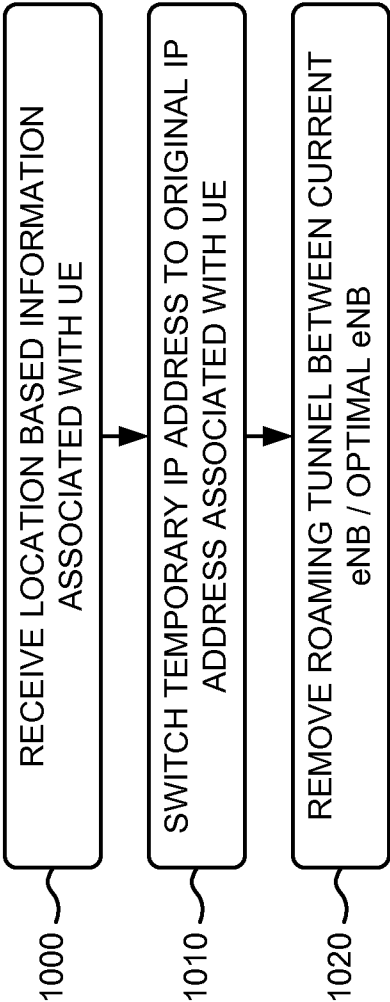 1000
RECEIVE LOCATION BASED INFORMATION
ASSOCIATED WITH UE
1010
SWITCH TEMPORARY IP ADDRESS TO ORIGINAL IP
ADDRESS ASSOCIATED WITH UE
1020
REMOVE ROAMING TUNNEL BETWEEN CURRENT
eNB / OPTIMAL eNB